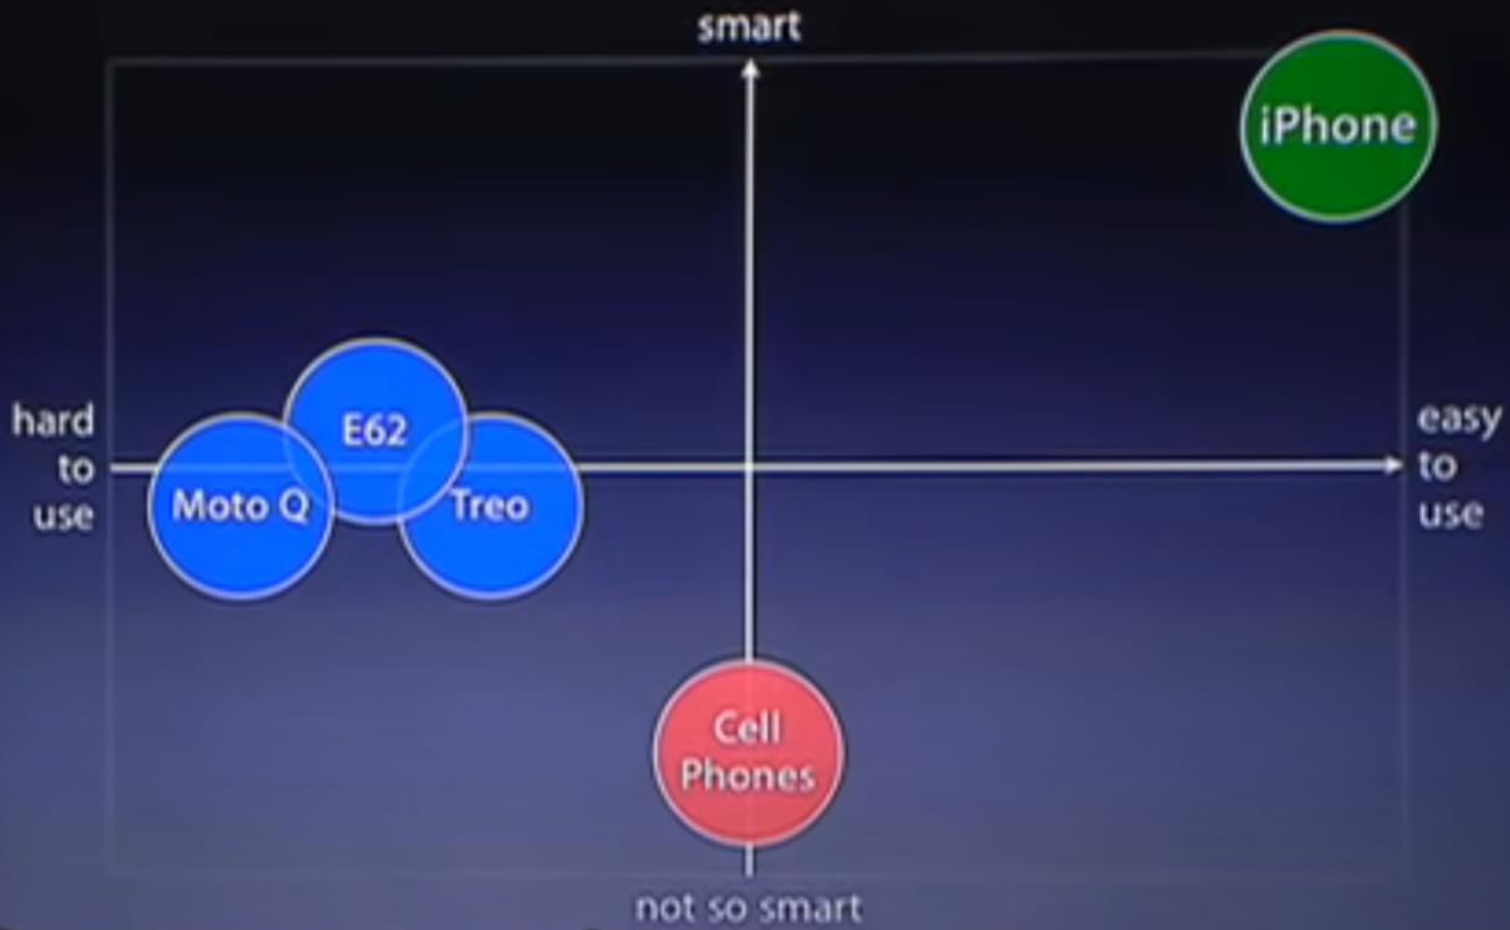 smart
iPhone
hard
to
use
E62
Moto Q
Treo
easy
to
use
Cell
Phones
not so smart